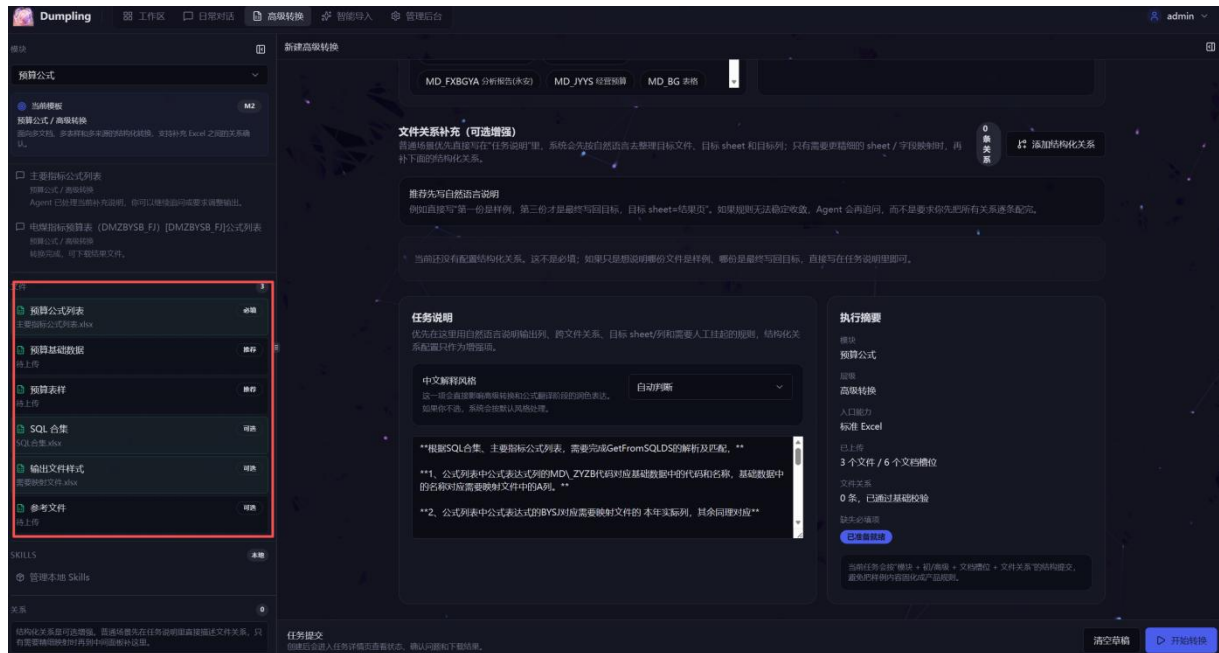 Dumpling
工作区
日常对话
高级转换
智能导入
管理后台
admin
模块
新建高级转换
预算公式
当前模板
M2
预算公式 / 高级转换
面向多文档、多表样和多来源的结构化转换，支持补充 Excel 之间的关系确认。
主要指标公式列表
预算公式 / 高级转换
Agent 已处理当前补充说明，你可以继续追问或要求调整输出。
电煤指标预算表（DMZBYSB_FJ）[DMZBYSB_FJ]公式列表
预算公式 / 高级转换
转换完成，可下载结果文件。
文件
3
预算公式列表
必填
主要指标公式列表.xlsx
预算基础数据
推荐
待上传
预算表样
推荐
待上传
SQL 合集
可选
SQL合集.xlsx
输出文件样式
可选
需要映射文件.xlsx
参考文件
可选
待上传
SKILLS
本地
管理本地 Skills
关系
0
结构化关系是可选增强。普通场景先在任务说明里直接描述文件关系，只
有需要精细映射时再到中间面板补这里。
MD_FXBGYA 分析报告(永安)
MD_JYYS 经营预算
MD_BG 表格
文件关系补充（可选增强）
普通场景优先直接写在“任务说明”里，系统会先按自然语言去整理目标文件、目标 sheet 和目标列；只有需要更精细的 sheet / 字段映射时，再
补下面的结构化关系。
0
条
关
系
添加结构化关系
推荐先写自然语言说明
例如直接写“第一份是样例，第三份才是最终写回目标，目标 sheet=结果页”。如果规则无法稳定收敛，Agent 会再追问，而不是要求你先把所有关系逐条配完。
当前还没有配置结构化关系。这不是必填；如果只是想说明哪份文件是样例、哪份是最终写回目标，直接写在任务说明里即可。
任务说明
优先在这里用自然语言说明输出列、跨文件关系、目标 sheet/列和需要人工挂起的规则，结构化关
系配置只作为增强项。
中文解释风格
这一项会直接影响高级转换和公式翻译阶段的润色表达。
如果你不选，系统会按默认风格处理。
自动判断
**根据SQL合集、主要指标公式列表，需要完成GetFromSQLDS的解析及匹配，**
**1、公式列表中公式表达式列的MD\_ZYZB代码对应基础数据中的代码和名称，基础数据中
的名称对应需要映射文件中的A列。**
**2、公式列表中公式表达式的BYSJ对应需要映射文件的 本年实际列，其余同理对应**
执行摘要
模块
预算公式
层级
高级转换
入口能力
标准 Excel
已上传
3 个文件 / 6 个文档槽位
文件关系
0 条，已通过基础校验
缺失必填项
已准备就绪
当前任务会按“模块 + 初/高级 + 文档槽位 + 文件关系”的结构提交，
避免把样例内容固化成产品规则。
任务提交
创建后会进入任务详情页查看状态、确认问题和下载结果。
清空草稿
开始转换